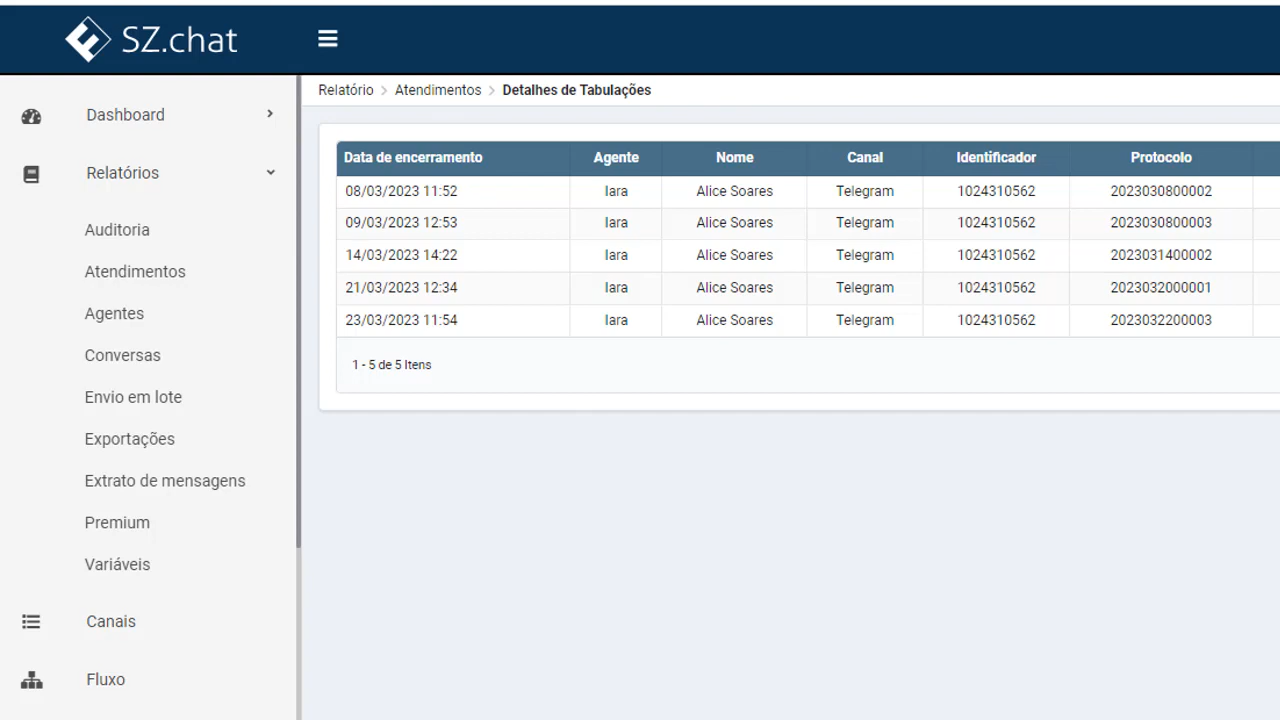 SZ.chat
Relatório > Atendimentos > Detalhes de Tabulações
Dashboard
Relatórios
Auditoria
Atendimentos
Agentes
Conversas
Envio em lote
Exportações
Extrato de mensagens
Premium
Variáveis
Canais
Fluxo
Data de encerramento Agente Nome Canal Identificador Protocolo
08/03/2023 11:52 Iara Alice Soares Telegram 1024310562 2023030800002
09/03/2023 12:53 Iara Alice Soares Telegram 1024310562 2023030800003
14/03/2023 14:22 Iara Alice Soares Telegram 1024310562 2023031400002
21/03/2023 12:34 Iara Alice Soares Telegram 1024310562 2023032000001
23/03/2023 11:54 Iara Alice Soares Telegram 1024310562 2023032200003
1 - 5 de 5 Itens